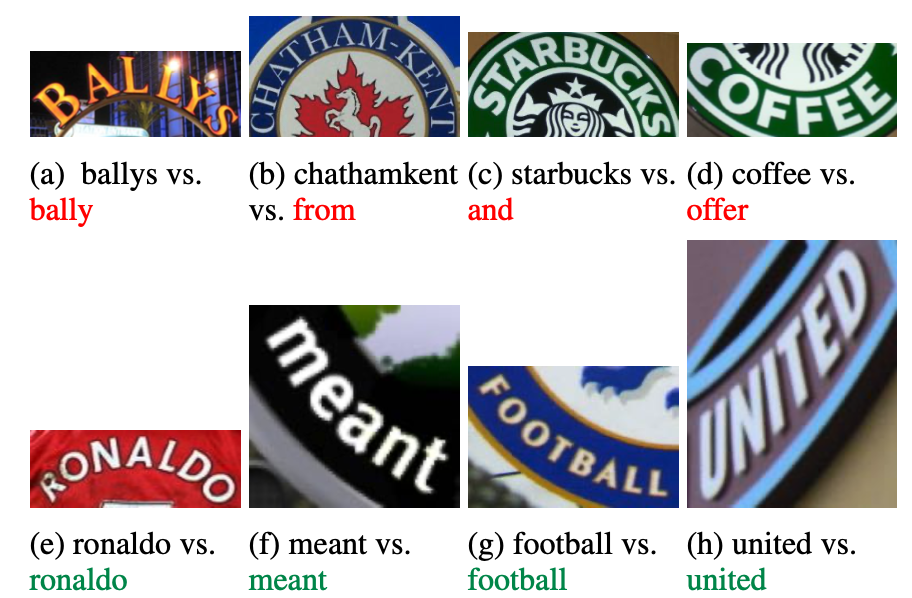 BALLYS
CHATHAM-KENT
STARBUCKS
COFFEE
(a) ballys vs.
bally
(b) chathamkent
vs. from
(c) starbucks vs.
and
(d) coffee vs.
offer
RONALDO
meant
FOOTBALL
UNITED
(e) ronaldo vs.
ronaldo
(f) meant vs.
meant
(g) football vs.
football
(h) united vs.
united